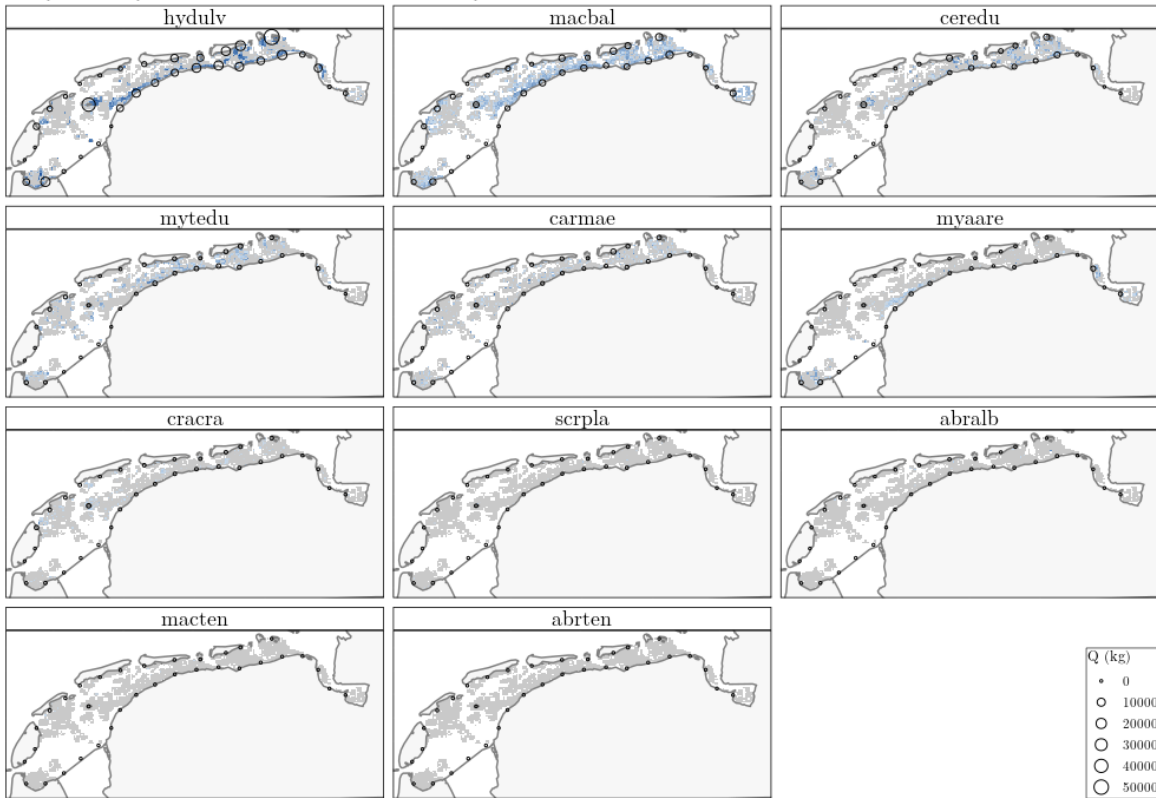 hydulv
macbal
ceredu
mytedu
carmae
myaare
cracra
scrpla
abralb
macten
abrten
Q (kg)
0
10000
20000
30000
40000
50000